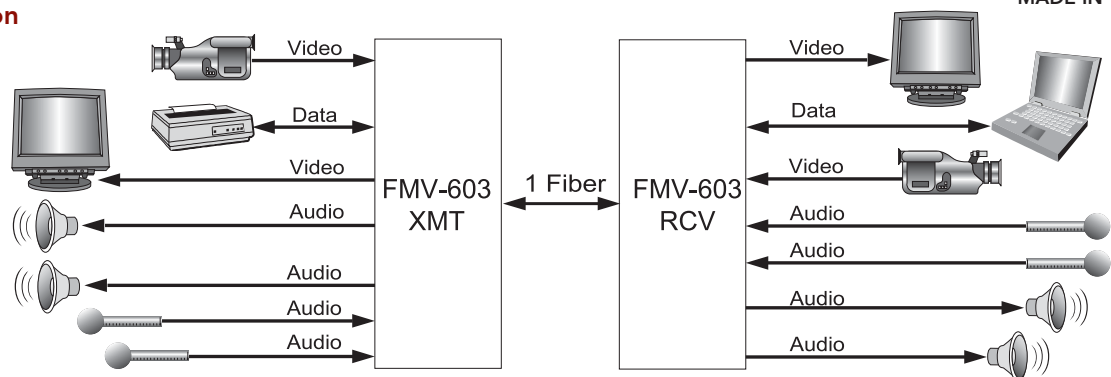 on
MADE IN
Video
Data
Video
Audio
Audio
Audio
Audio
FMV-603
XMT
1 Fiber
FMV-603
RCV
Video
Data
Video
Audio
Audio
Audio
Audio